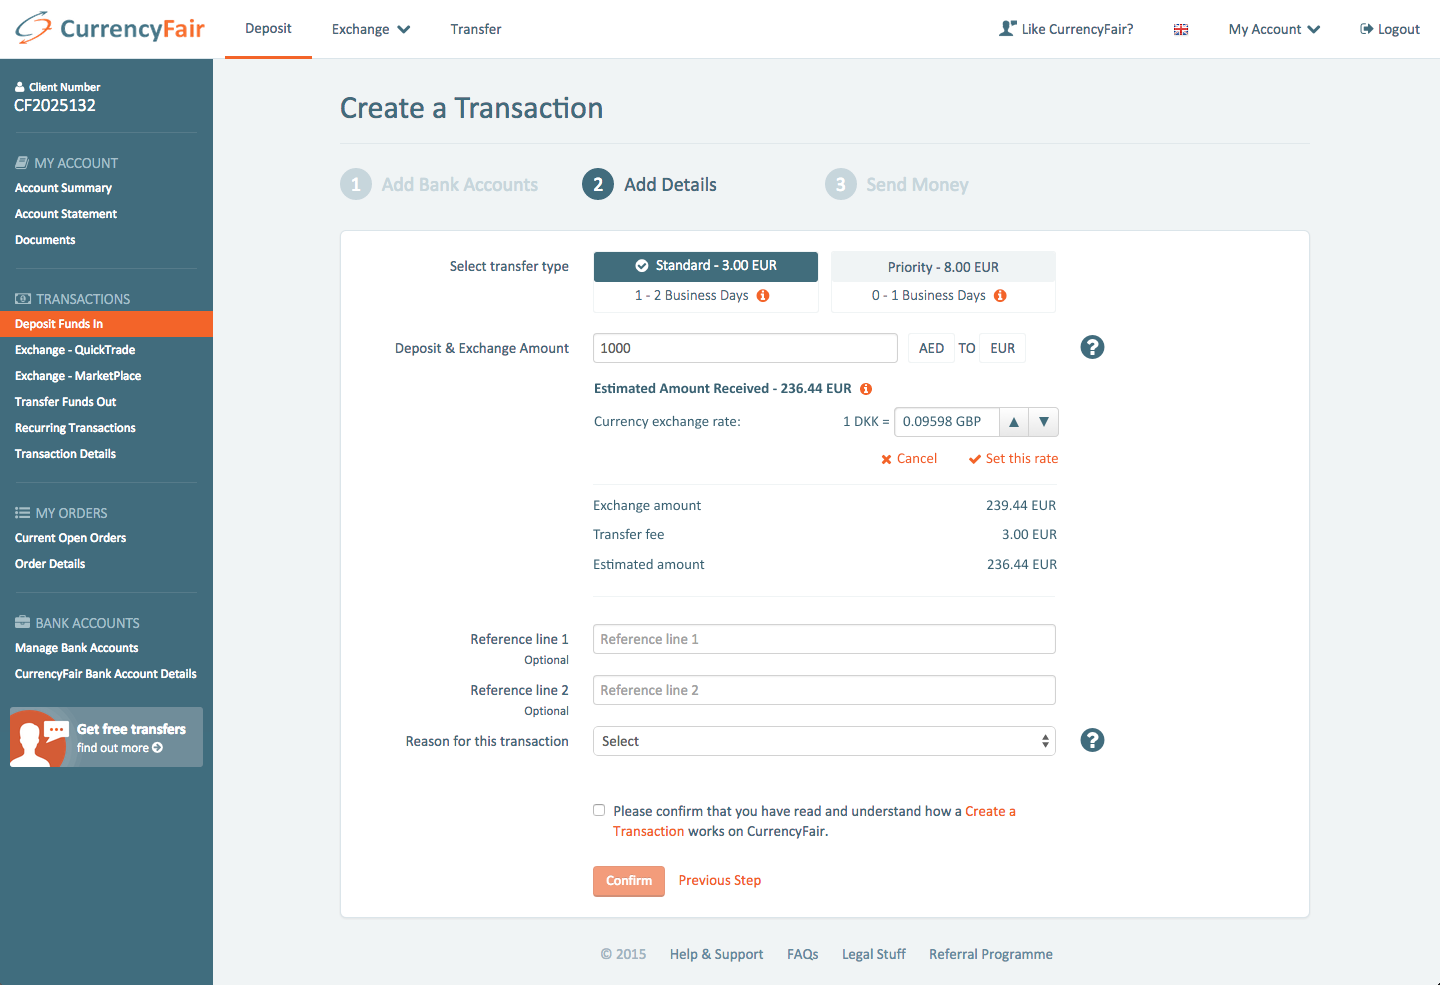 CurrencyFair
Deposit
Exchange
Transfer
Like CurrencyFair?
My Account
Logout
Client Number
CF2025132
MY ACCOUNT
Account Summary
Account Statement
Documents
TRANSACTIONS
Deposit Funds In
Exchange - QuickTrade
Exchange - MarketPlace
Transfer Funds Out
Recurring Transactions
Transaction Details
MY ORDERS
Current Open Orders
Order Details
BANK ACCOUNTS
Manage Bank Accounts
CurrencyFair Bank Account Details
Get free transfers
find out more
Create a Transaction
1 Add Bank Accounts
2 Add Details
3 Send Money
Select transfer type
Standard - 3.00 EUR
1 - 2 Business Days
Priority - 8.00 EUR
0 - 1 Business Days
Deposit & Exchange Amount 1000 AED TO EUR ?
Estimated Amount Received - 236.44 EUR
Currency exchange rate: 1 DKK = 0.09598 GBP
Cancel Set this rate
Exchange amount 239.44 EUR
Transfer fee 3.00 EUR
Estimated amount 236.44 EUR
Reference line 1 Reference line 1
Optional
Reference line 2 Reference line 2
Optional
Reason for this transaction Select ?
Please confirm that you have read and understand how a Create a
Transaction works on CurrencyFair.
Confirm Previous Step
© 2015 Help & Support FAQs Legal Stuff Referral Programme